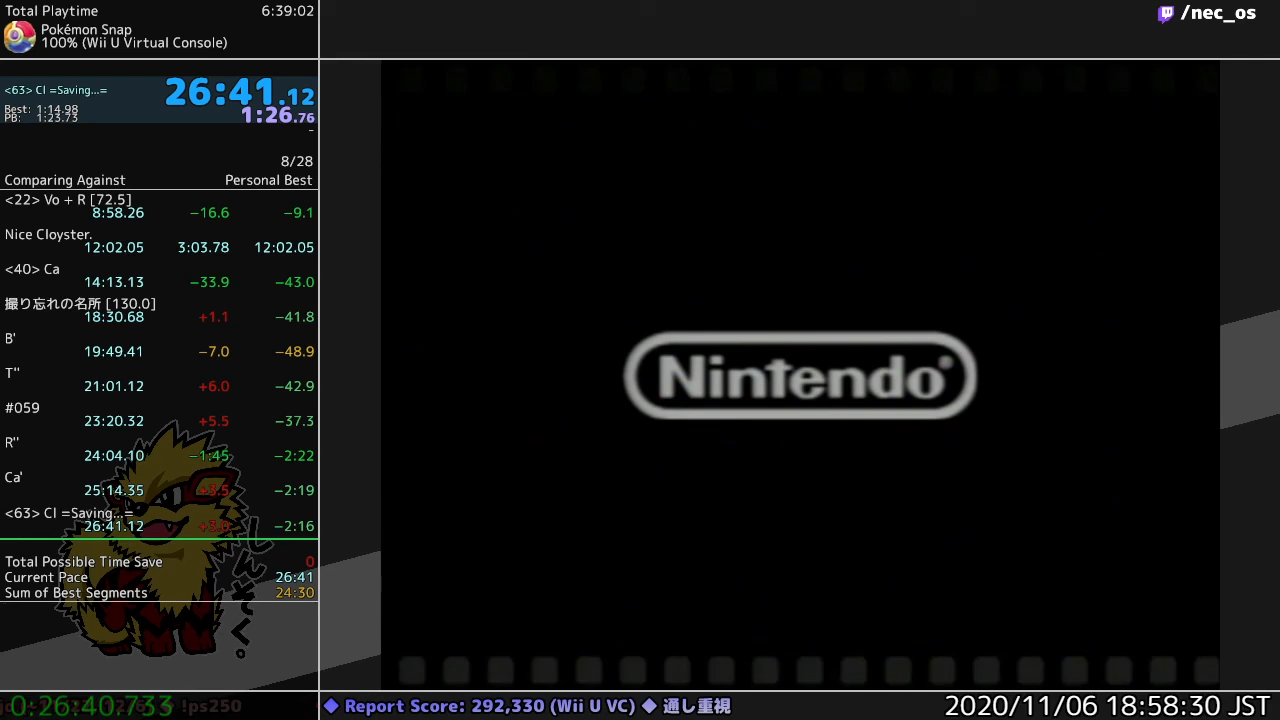 Total Playtime 6:39:02
Pokémon Snap
100% (Wii U Virtual Console)
/nec_os
<63> Cl =Saving...= 26:41.12
Best: 1:14.98 1:26.76
PB: 1:23.73
-
8/28
Comparing Against Personal Best
<22> Vo + R [72.5]
8:58.26 −16.6 −9.1
Nice Cloyster.
12:02.05 3:03.78 12:02.05
<40> Ca
14:13.13 −33.9 −43.0
撮り忘れの名所 [130.0]
18:30.68 +1.1 −41.8
B'
19:49.41 −7.0 −48.9
T''
21:01.12 +6.0 −42.9
#059
23:20.32 +5.5 −37.3
R''
24:04.10 −1:45 −2:22
Ca'
25:14.35 +3.5 −2:19
<63> Cl =Saving...=
26:41.12 +3.0 −2:16
Total Possible Time Save 0
Current Pace 26:41
Sum of Best Segments 24:30
Nintendo®
0:26:40.733 !ps250
◆ Report Score: 292,330 (Wii U VC) ◆ 通し重視
2020/11/06 18:58:30 JST